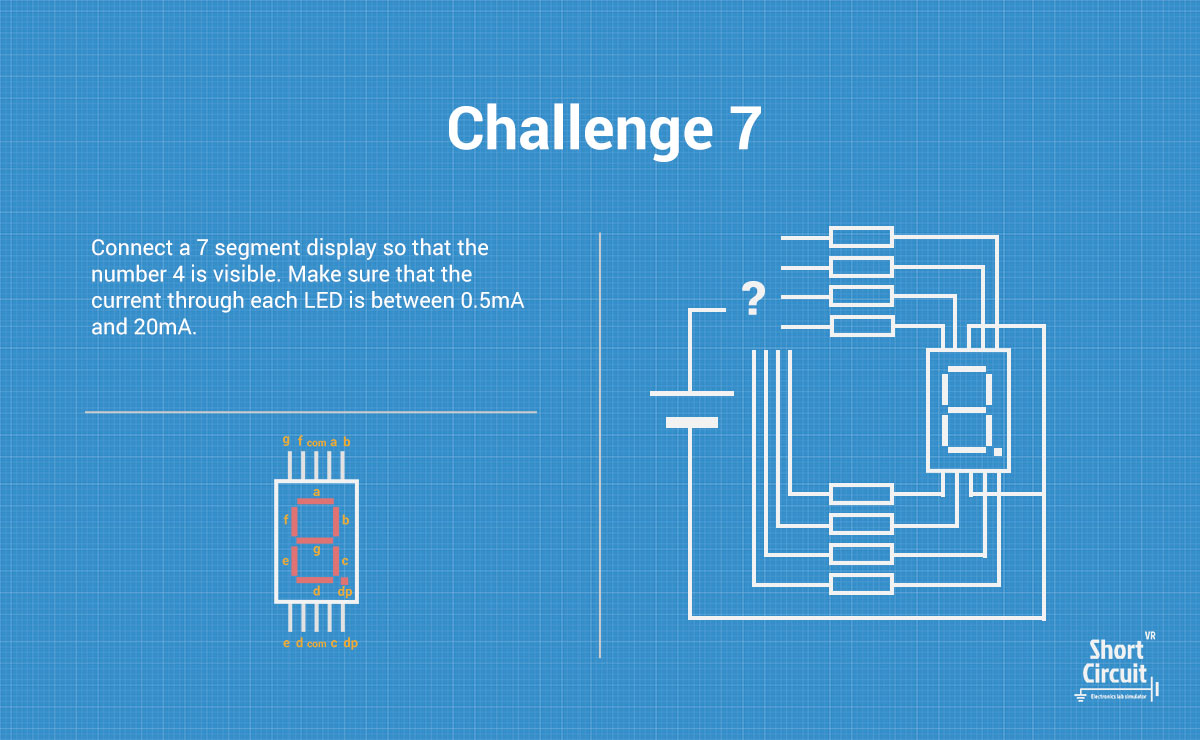 Challenge 7
Connect a 7 segment display so that the
number 4 is visible. Make sure that the
current through each LED is between 0.5mA
and 20mA.
?
g f com a b
a
f b
g
e c
d dp
e d com c dp
VR
Short
Circuit
Electronics lab simulator